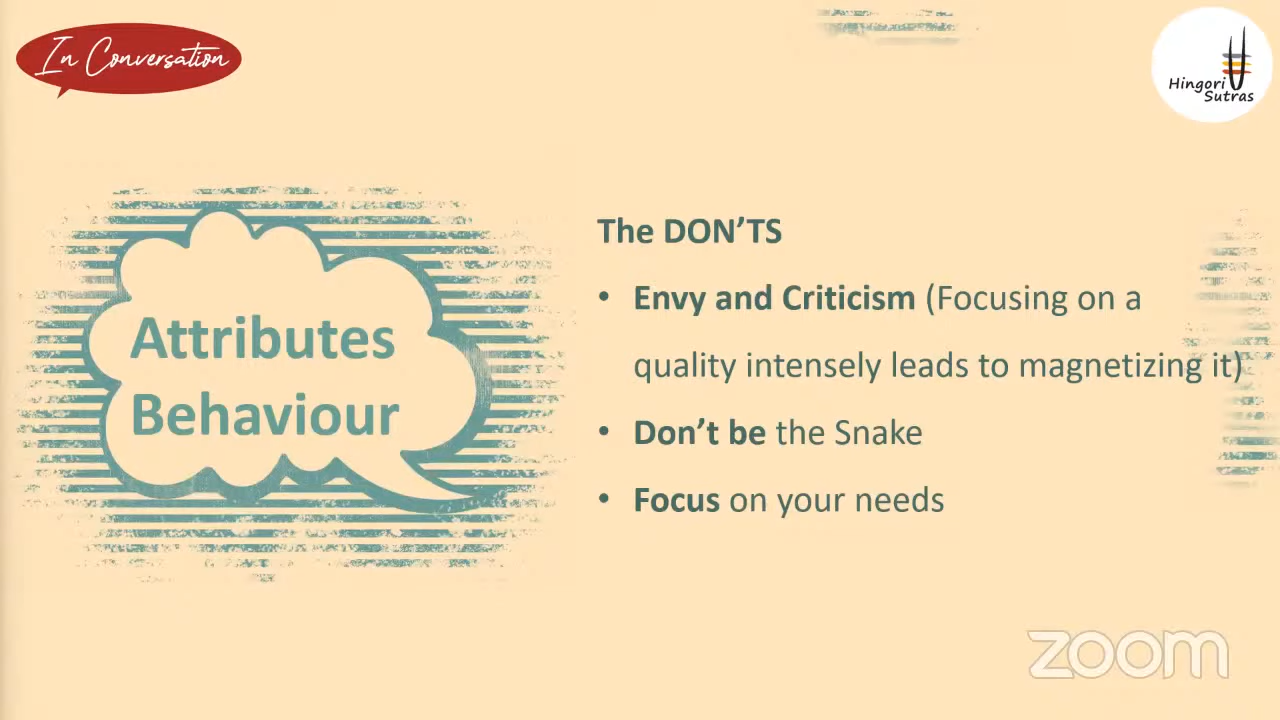 In Conversation
Hingori
Sutras
Attributes
Behaviour
The DON’TS
• Envy and Criticism (Focusing on a
quality intensely leads to magnetizing it)
• Don’t be the Snake
• Focus on your needs
zoom